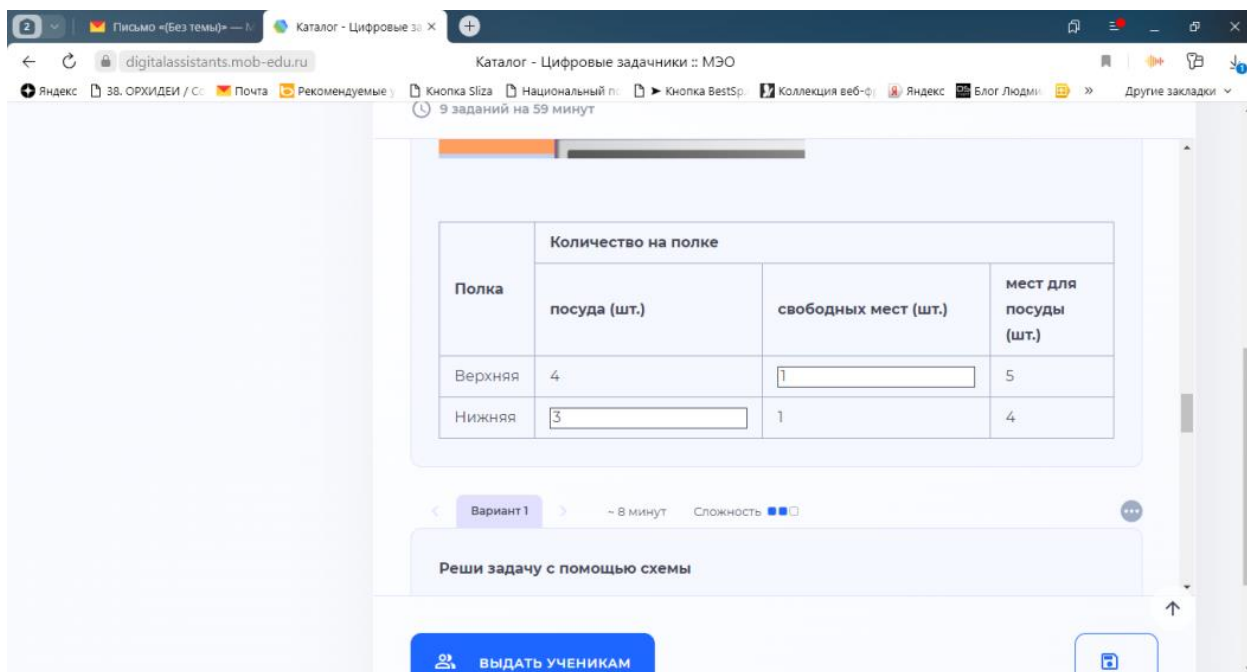 2
Письмо «(Без темы)» —
Каталог - Цифровые за
digitalassistants.mob-edu.ru
Каталог - Цифровые задачники :: МЭО
Яндекс 38. ОРХИДЕИ / Почта Рекомендуемые Кнопка Sliza Национальный Кнопка BestSp Коллекция веб-ф Яндекс Блог Людми » Другие закладки
9 заданий на 59 минут
Количество на полке
Полка
посуда (шт.)
свободных мест (шт.)
мест для
посуды
(шт.)
Верхняя 4 1 5
Нижняя 3 1 4
Вариант 1 ~ 8 минут Сложность
Реши задачу с помощью схемы
ВЫДАТЬ УЧЕНИКАМ